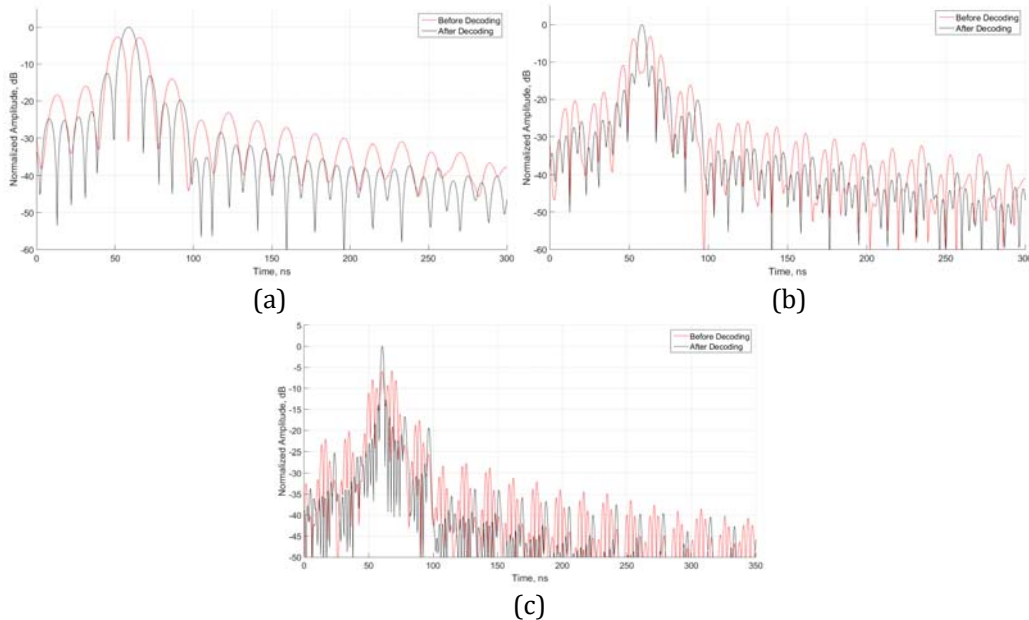 Before Decoding
After Decoding
0
-10
-20
-30
-40
-50
-60
Normalized Amplitude, dB
0 50 100 150 200 250 300
Time, ns
(a)
Before Decoding
After Decoding
0
-10
-20
-30
-40
-50
-60
Normalized Amplitude, dB
0 50 100 150 200 250 300
Time, ns
(b)
Before Decoding
After Decoding
5
0
-5
-10
-15
-20
-25
-30
-35
-40
-45
-50
Normalized Amplitude, dB
0 50 100 150 200 250 300 350
Time, ns
(c)